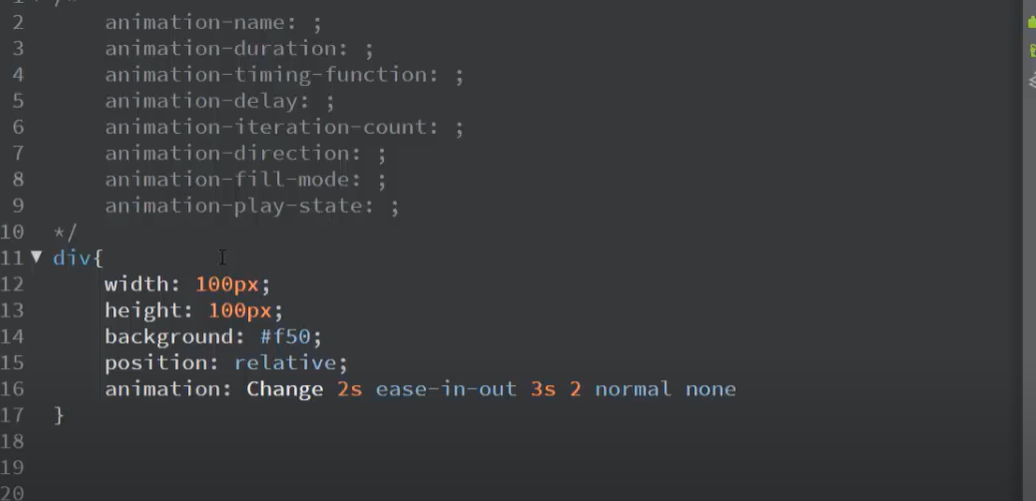 1 /*
2 animation-name: ;
3 animation-duration: ;
4 animation-timing-function: ;
5 animation-delay: ;
6 animation-iteration-count: ;
7 animation-direction: ;
8 animation-fill-mode: ;
9 animation-play-state: ;
10 */
11 ▼ div{
12 width: 100px;
13 height: 100px;
14 background: #f50;
15 position: relative;
16 animation: Change 2s ease-in-out 3s 2 normal none
17 }
18
19
20